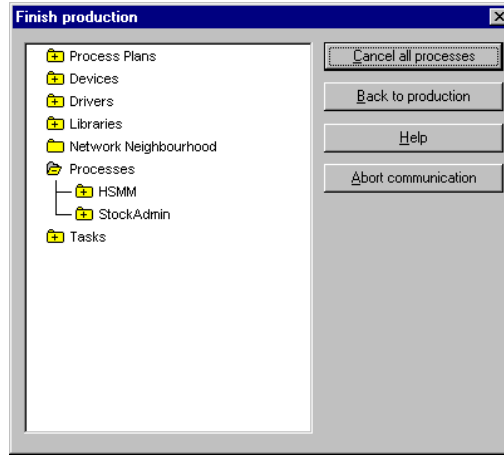 Finish production
Process Plans
Devices
Drivers
Libraries
Network Neighbourhood
Processes
HSMM
StockAdmin
Tasks
Cancel all processes
Back to production
Help
Abort communication